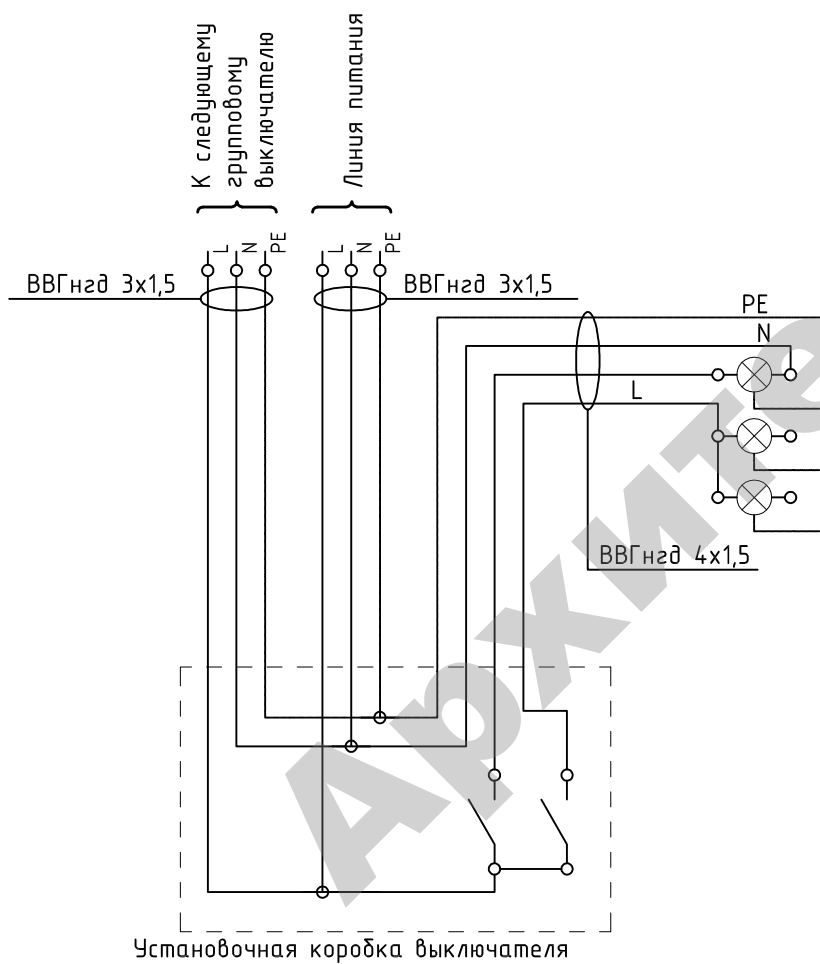 К следующему
групповому
выключателю
Линия питания
L
N
PE
L
N
PE
ВВГнгд 3х1,5
ВВГнгд 3х1,5
PE
N
L
ВВГнгд 4х1,5
Установочная коробка выключателя
Архите